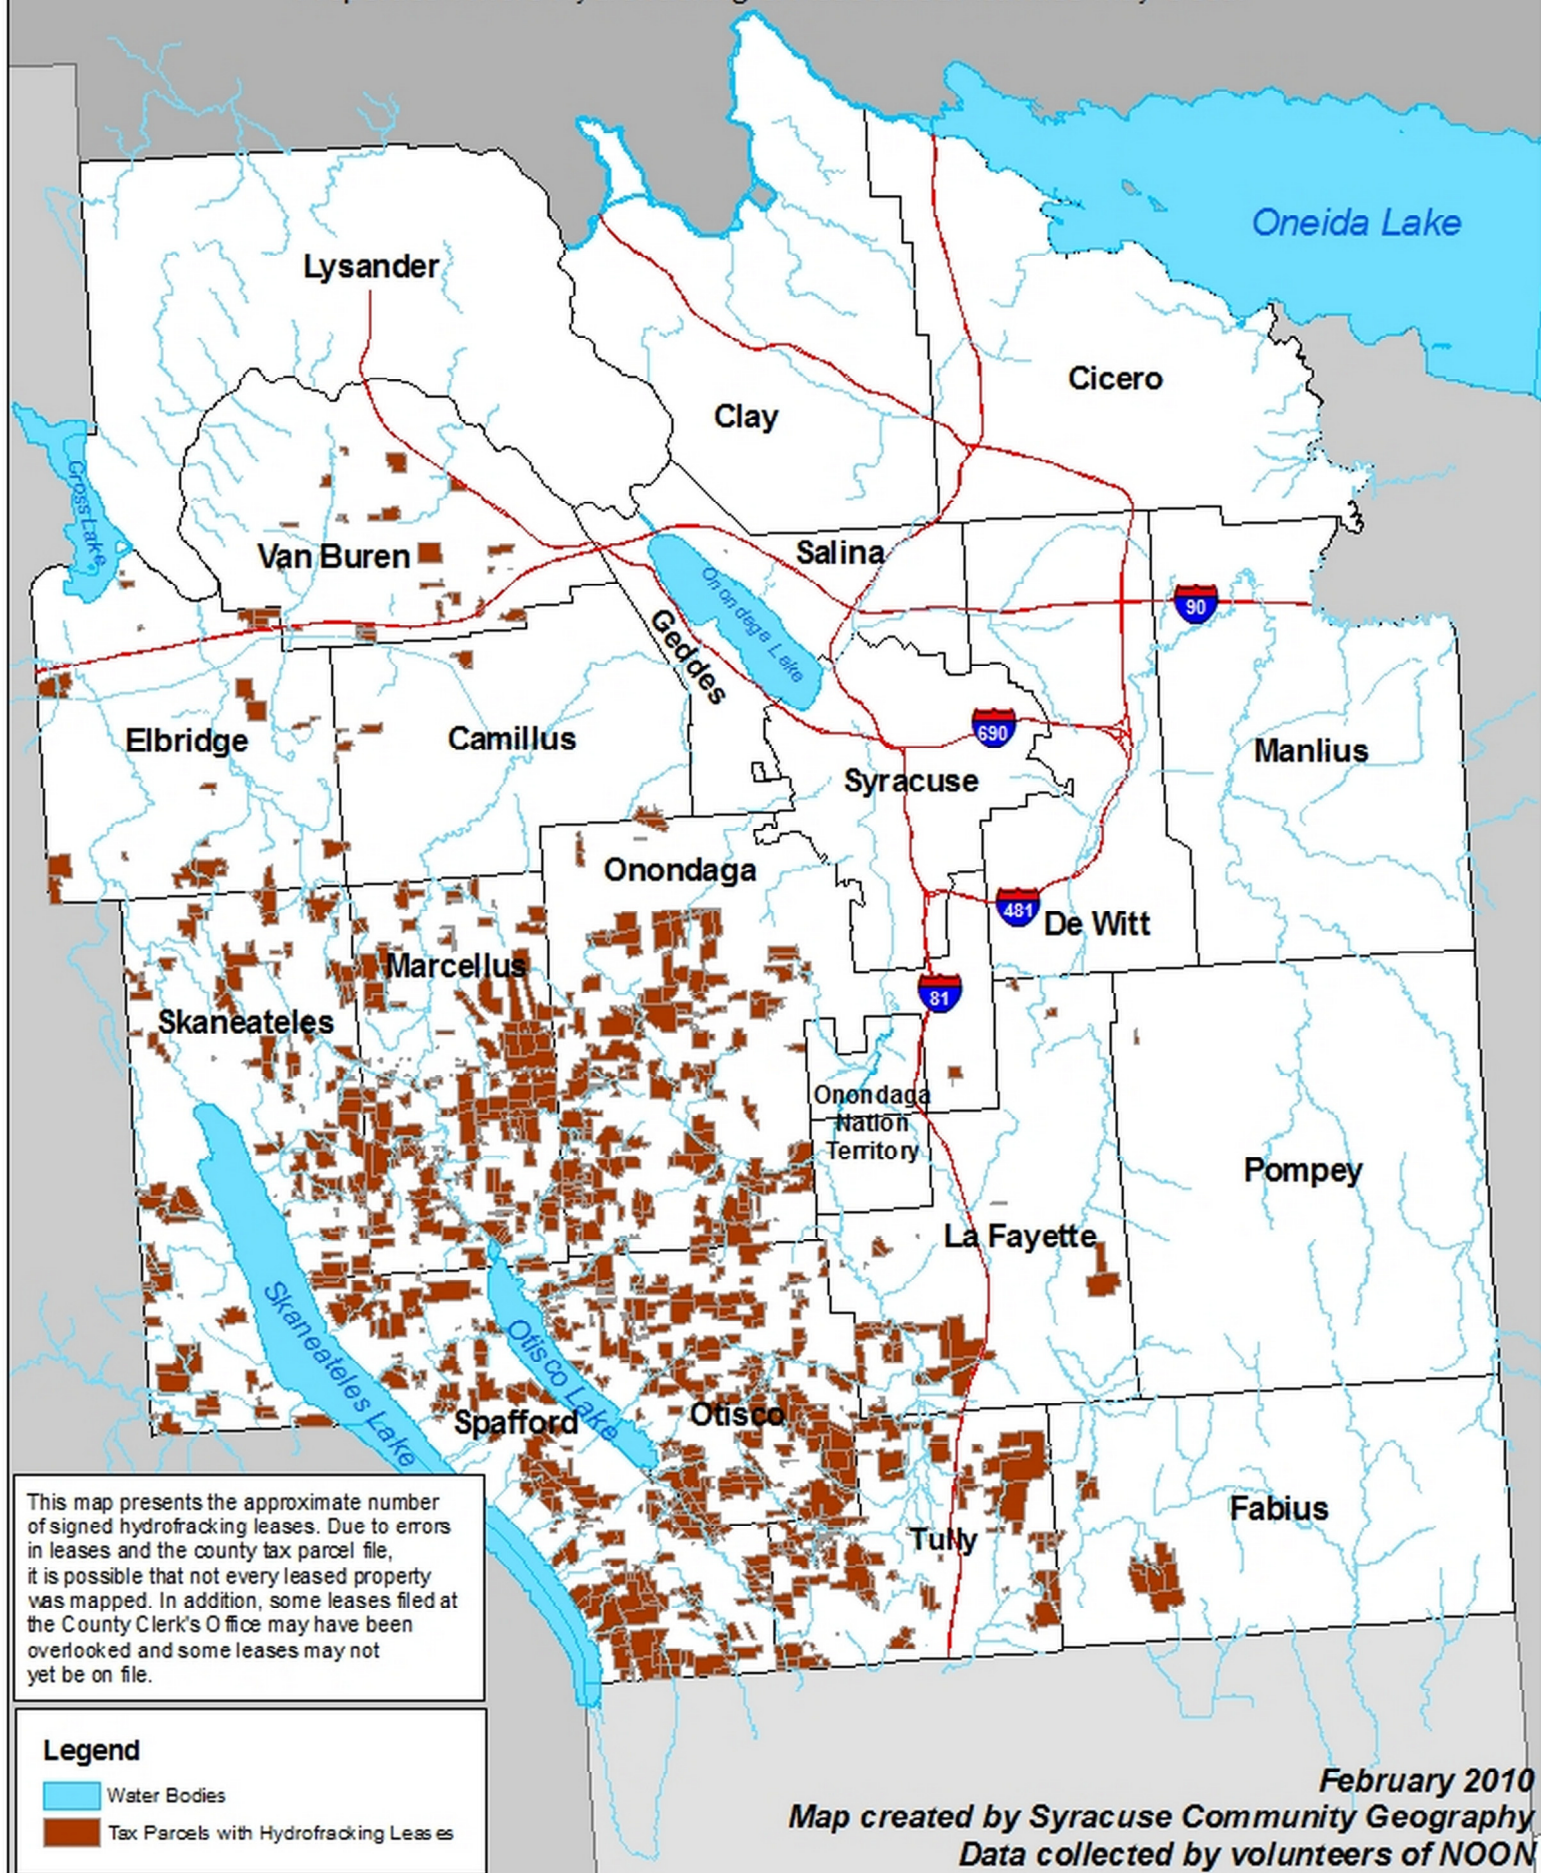 Oneida Lake
Lysander
Cicero
Clay
Cross Lake
Van Buren
Salina
Onondaga Lake
90
Geddes
690
Elbridge
Camillus
Manlius
Syracuse
Onondaga
481
De Witt
Marcellus
81
Skaneateles
Onondaga
Nation
Territory
Pompey
La Fayette
Skaneateles Lake
Otisco Lake
Spafford
Otisco
Fabius
Tully
This map presents the approximate number
of signed hydrofracking leases. Due to errors
in leases and the county tax parcel file,
it is possible that not every leased property
was mapped. In addition, some leases filed at
the County Clerk's Office may have been
overlooked and some leases may not
yet be on file.
Legend
Water Bodies
Tax Parcels with Hydrofracking Leases
February 2010
Map created by Syracuse Community Geography
Data collected by volunteers of NOON